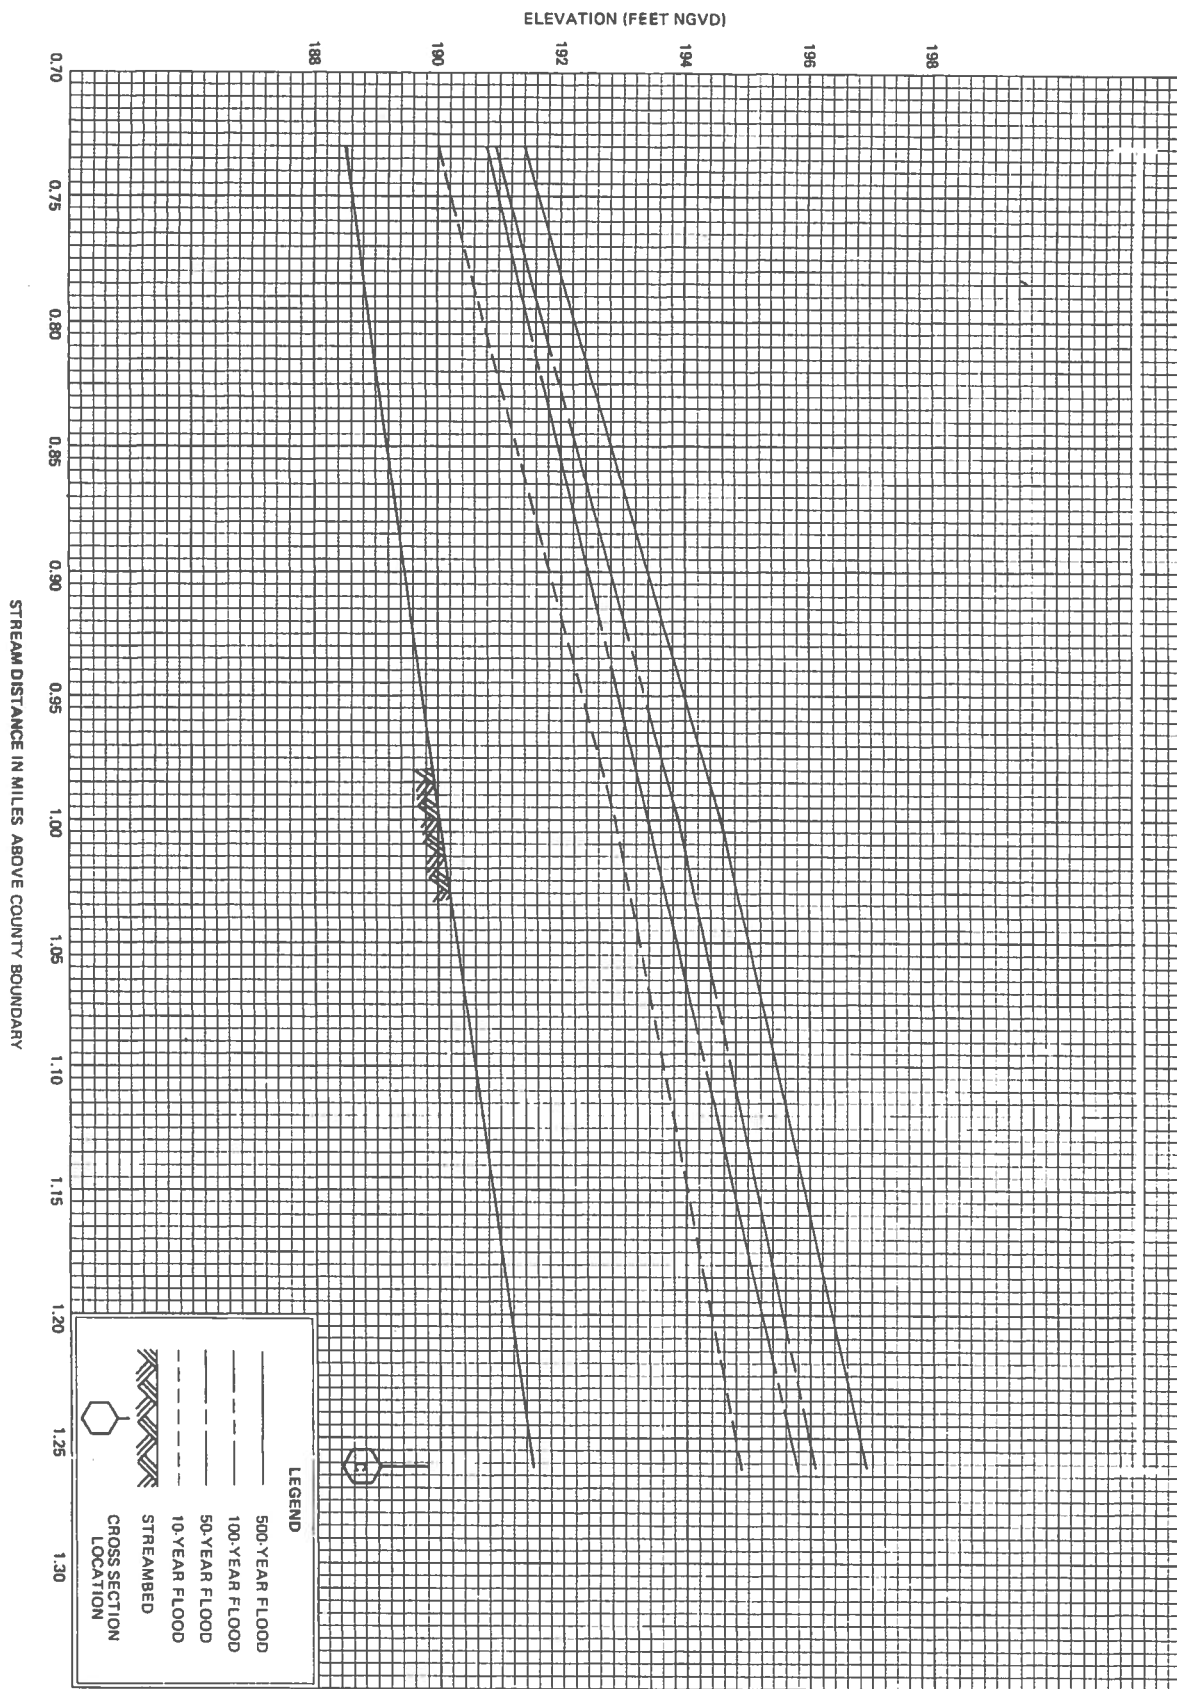 ELEVATION (FEET NGVD)
188
190
192
194
196
198
0.70
0.75
0.80
0.85
0.90
0.95
1.00
1.05
1.10
1.15
1.20
1.25
1.30
STREAM DISTANCE IN MILES ABOVE COUNTY BOUNDARY
C
LEGEND
500-YEAR FLOOD
100-YEAR FLOOD
50-YEAR FLOOD
10-YEAR FLOOD
STREAMBED
CROSS SECTION
LOCATION